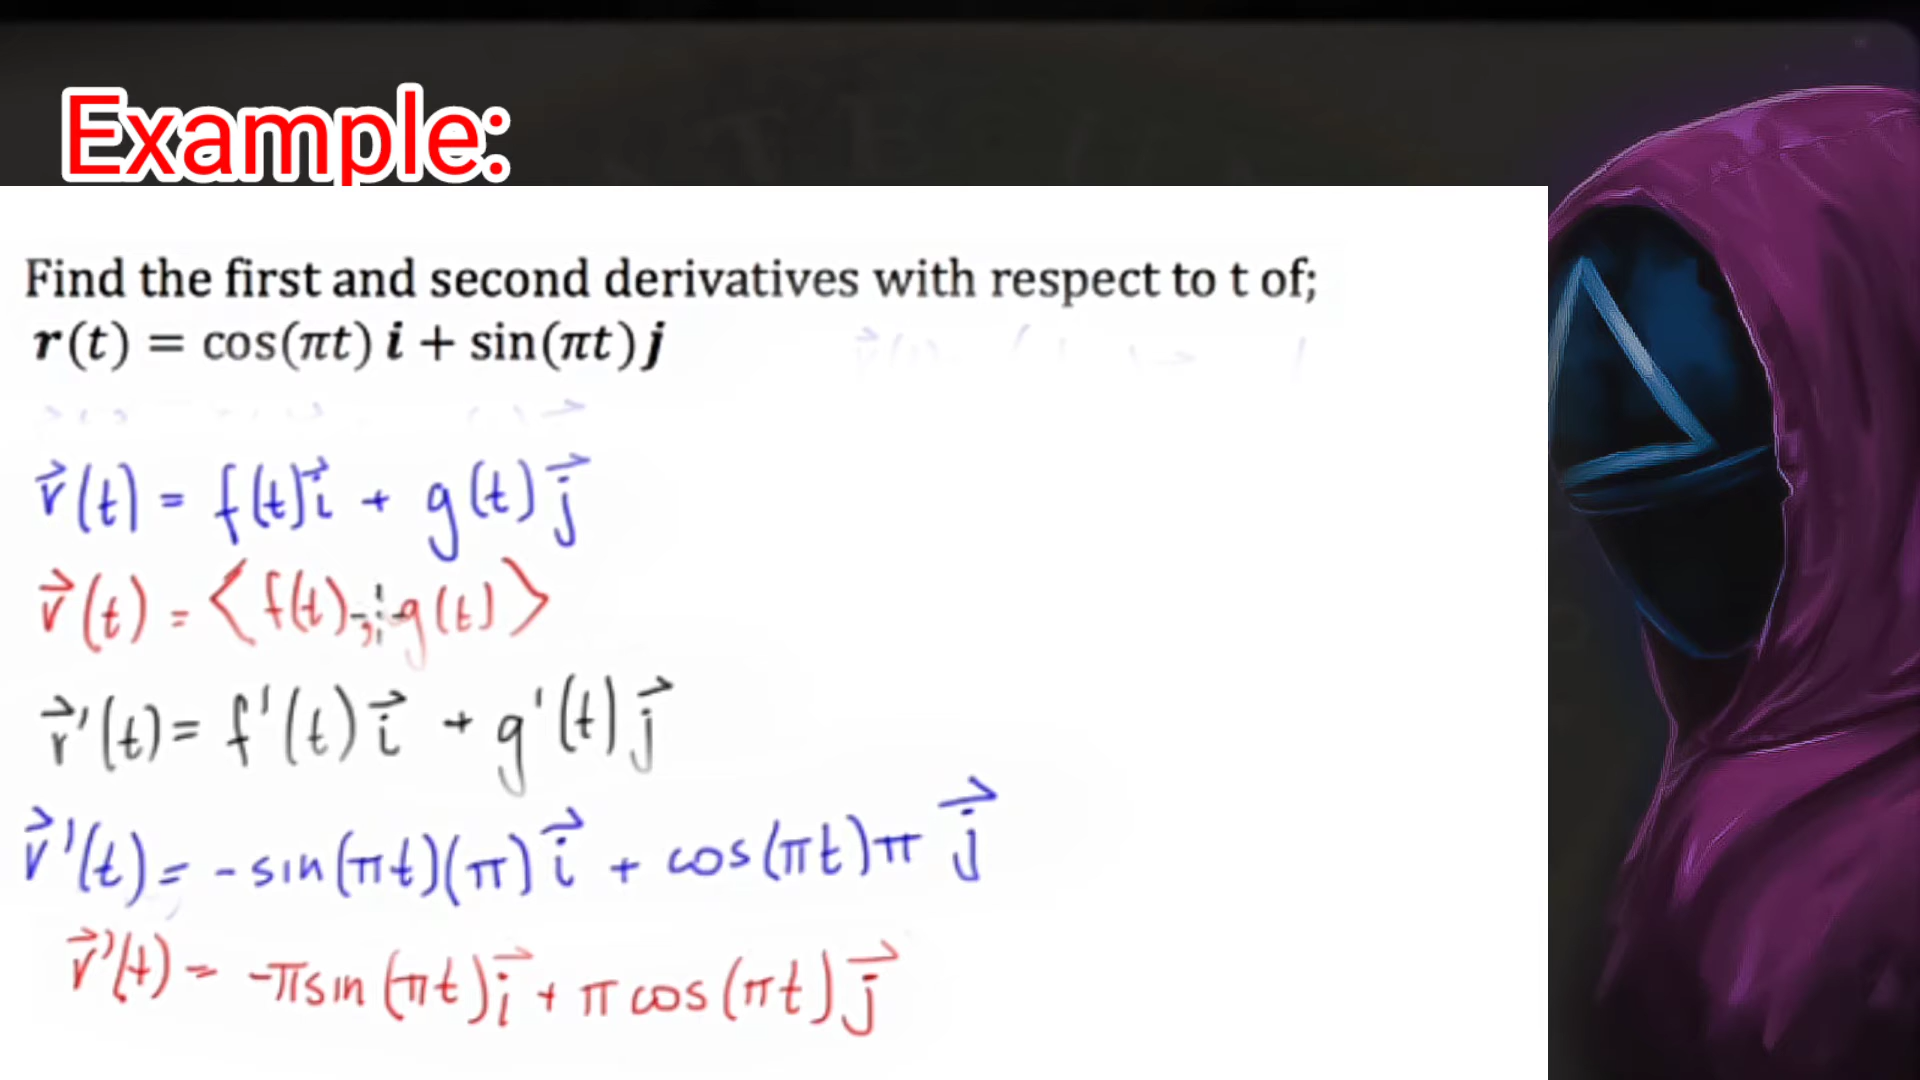 Example:
Find the first and second derivatives with respect to t of;
r(t) = cos(πt) i + sin(πt) j
r⃗(t) = f(t)i⃗ + g(t) j⃗
r⃗(t) = ⟨f(t), g(t)⟩
r⃗'(t) = f'(t) i⃗ + g'(t) j⃗
r⃗'(t) = -sin(πt)(π) i⃗ + cos(πt)π j⃗
r⃗'(t) = -πsin(πt) i⃗ + π cos(πt) j⃗